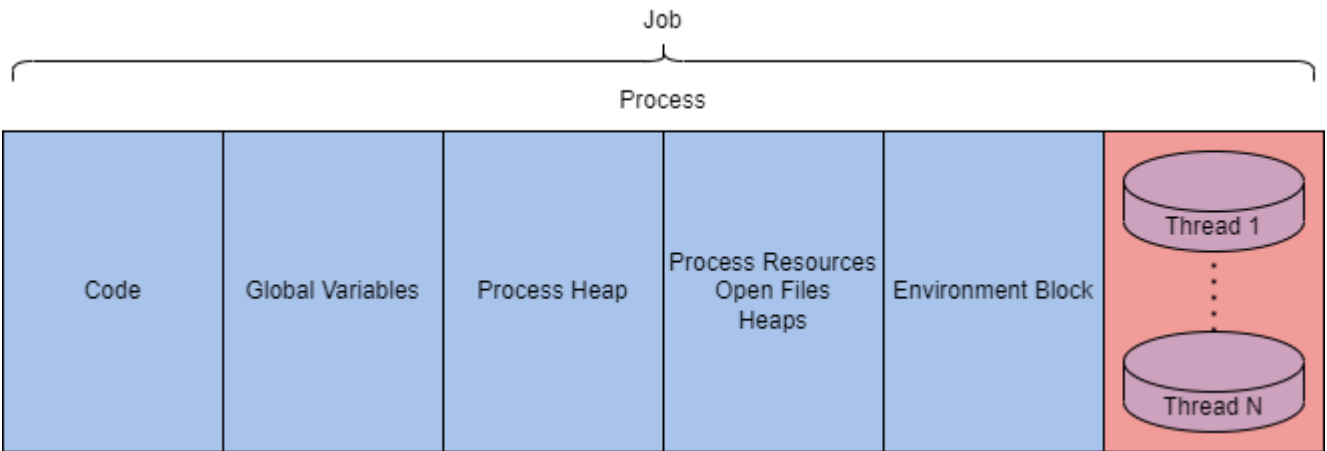 Job
Process
Code
Global Variables
Process Heap
Process Resources
Open Files
Heaps
Environment Block
Thread 1
Thread N